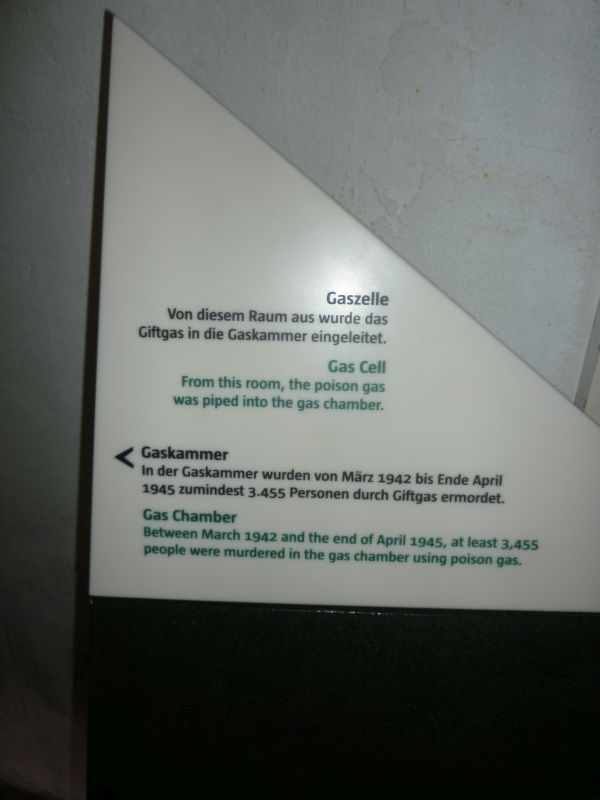 Gaszelle
Von diesem Raum aus wurde das
Giftgas in die Gaskammer eingeleitet.
Gas Cell
From this room, the poison gas
was piped into the gas chamber.
< Gaskammer
In der Gaskammer wurden von März 1942 bis Ende April
1945 zumindest 3.455 Personen durch Giftgas ermordet.
Gas Chamber
Between March 1942 and the end of April 1945, at least 3,455
people were murdered in the gas chamber using poison gas.